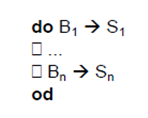 do B₁ → S₁
▯ ...
▯ Bₙ → Sₙ
od